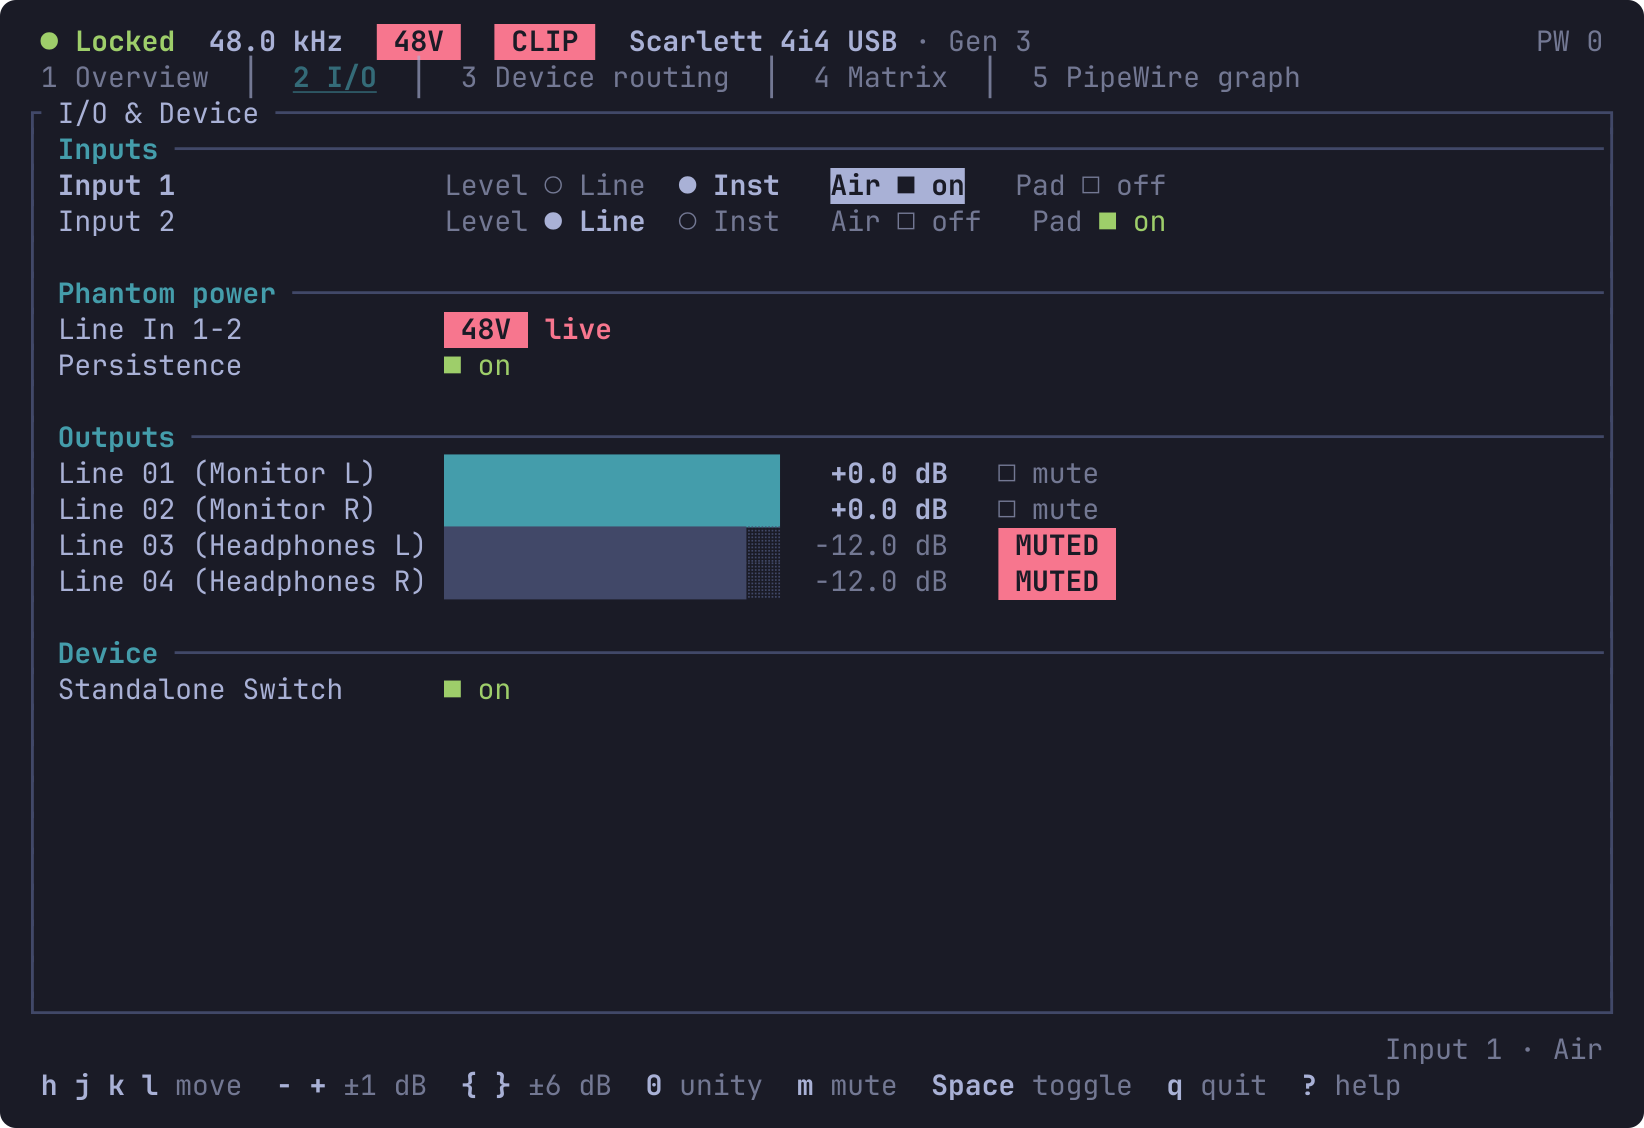 ● Locked 48.0 kHz 48V CLIP Scarlett 4i4 USB · Gen 3 PW 0
1 Overview │ 2 I/O │ 3 Device routing │ 4 Matrix │ 5 PipeWire graph
I/O & Device
Inputs
Input 1 Level ○ Line ● Inst Air ■ on Pad □ off
Input 2 Level ● Line ○ Inst Air □ off Pad ■ on
Phantom power
Line In 1-2 48V live
Persistence ■ on
Outputs
Line 01 (Monitor L) +0.0 dB □ mute
Line 02 (Monitor R) +0.0 dB □ mute
Line 03 (Headphones L) -12.0 dB MUTED
Line 04 (Headphones R) -12.0 dB MUTED
Device
Standalone Switch ■ on
Input 1 · Air
h j k l move - + ±1 dB { } ±6 dB 0 unity m mute Space toggle q quit ? help